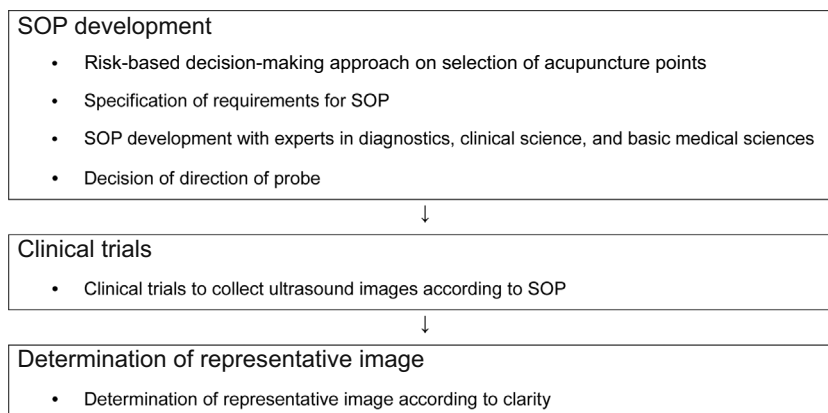 SOP development
• Risk-based decision-making approach on selection of acupuncture points
• Specification of requirements for SOP
• SOP development with experts in diagnostics, clinical science, and basic medical sciences
• Decision of direction of probe
↓
Clinical trials
• Clinical trials to collect ultrasound images according to SOP
↓
Determination of representative image
• Determination of representative image according to clarity